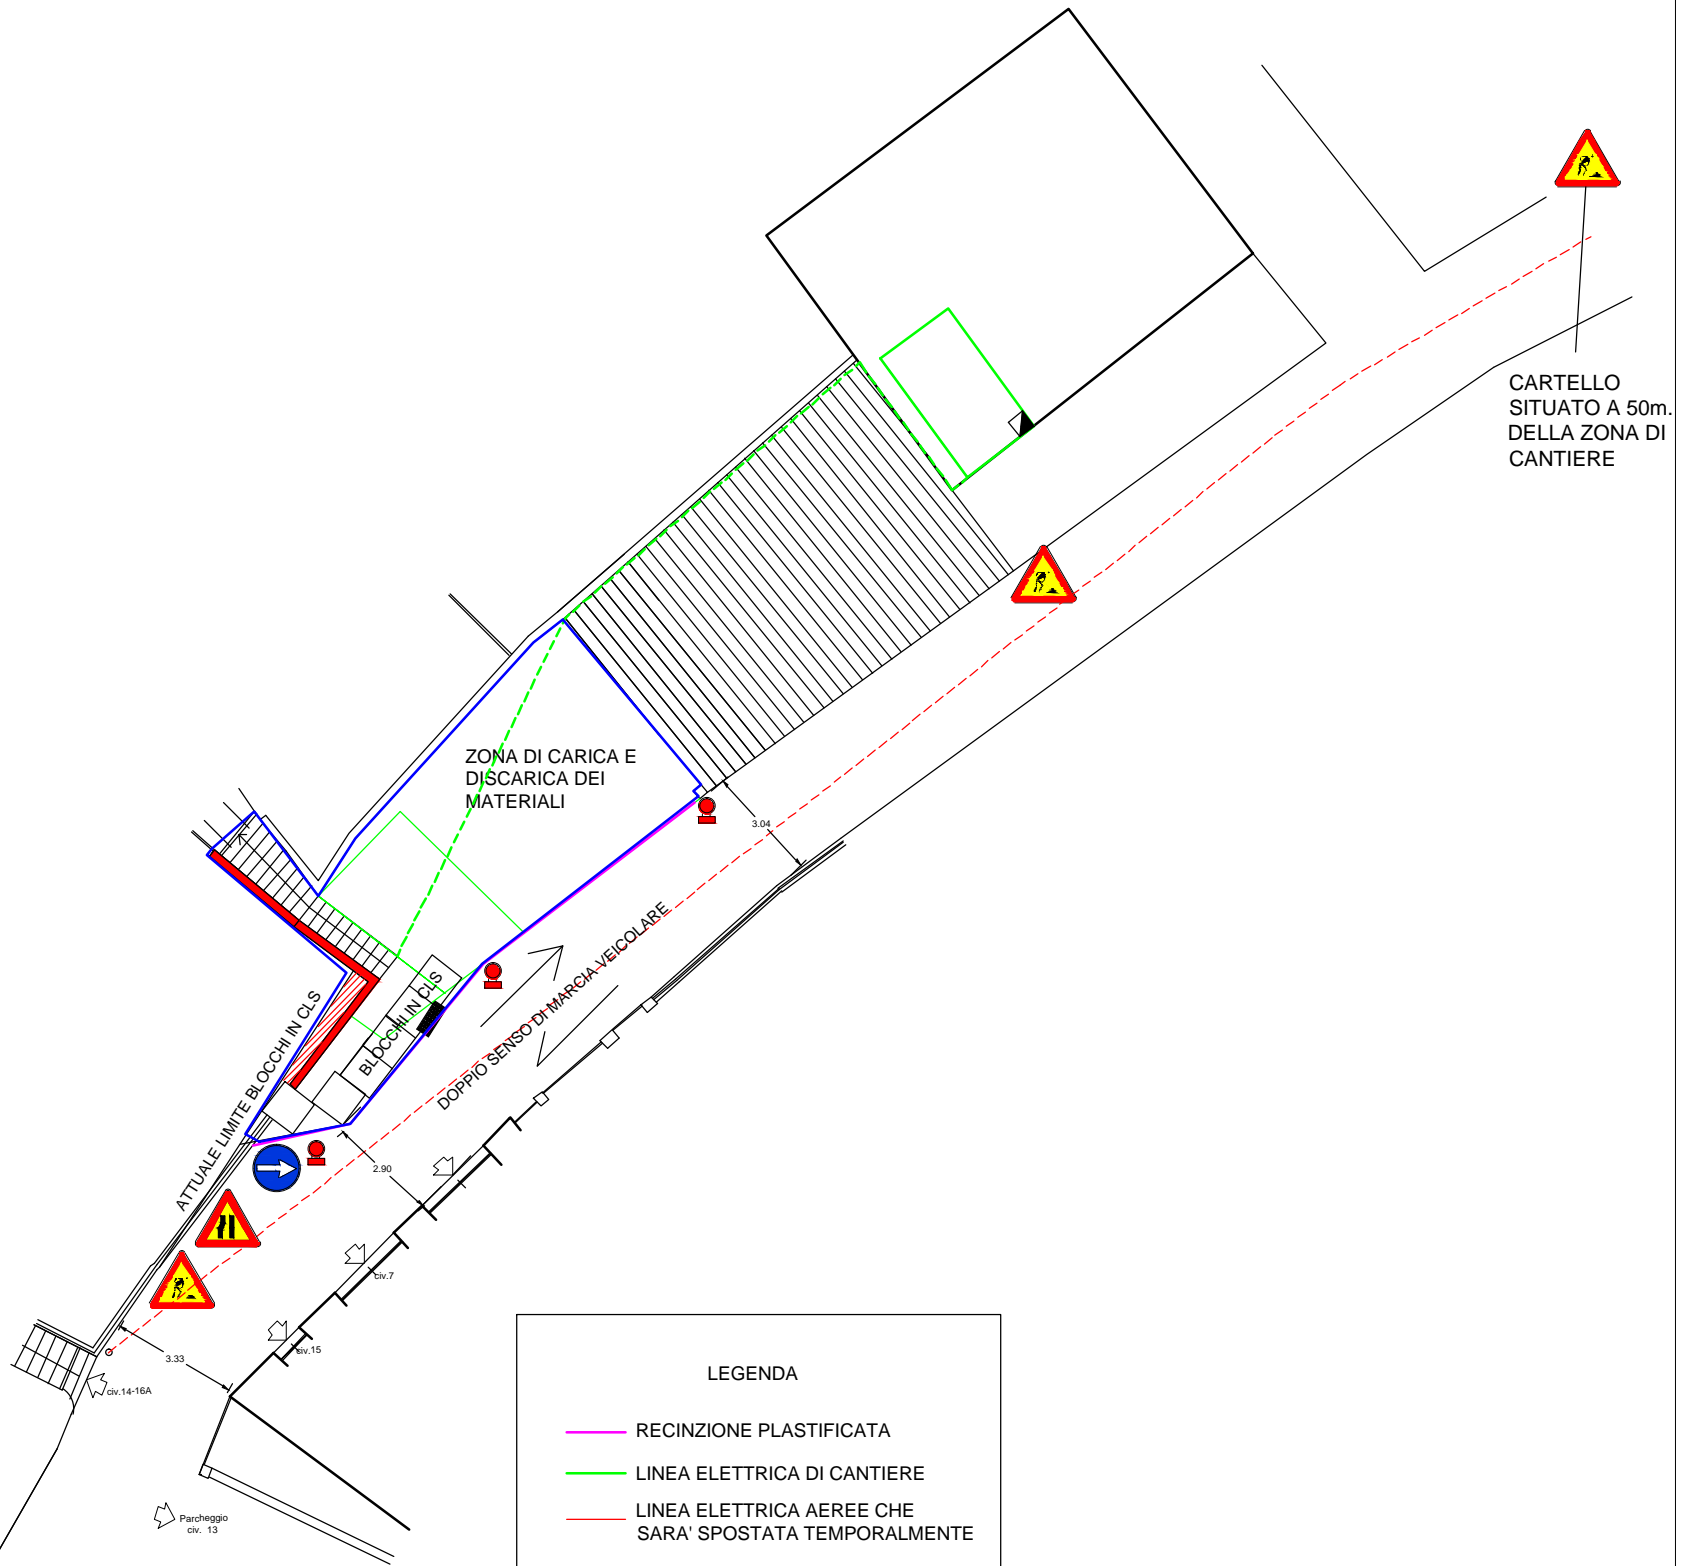 CARTELLO
SITUATO A 50m.
DELLA ZONA DI
CANTIERE
ZONA DI CARICA E
DISCARICA DEI
MATERIALI
3.04
BLOCCHI IN CLS
DOPPIO SENSO DI MARCIA VEICOLARE
ATTUALE LIMITE BLOCCHI IN CLS
2.90
civ.7
civ.15
3.33
civ.14-16A
Parcheggio
civ. 13
LEGENDA
RECINZIONE PLASTIFICATA
LINEA ELETTRICA DI CANTIERE
LINEA ELETTRICA AEREE CHE
SARA' SPOSTATA TEMPORALMENTE